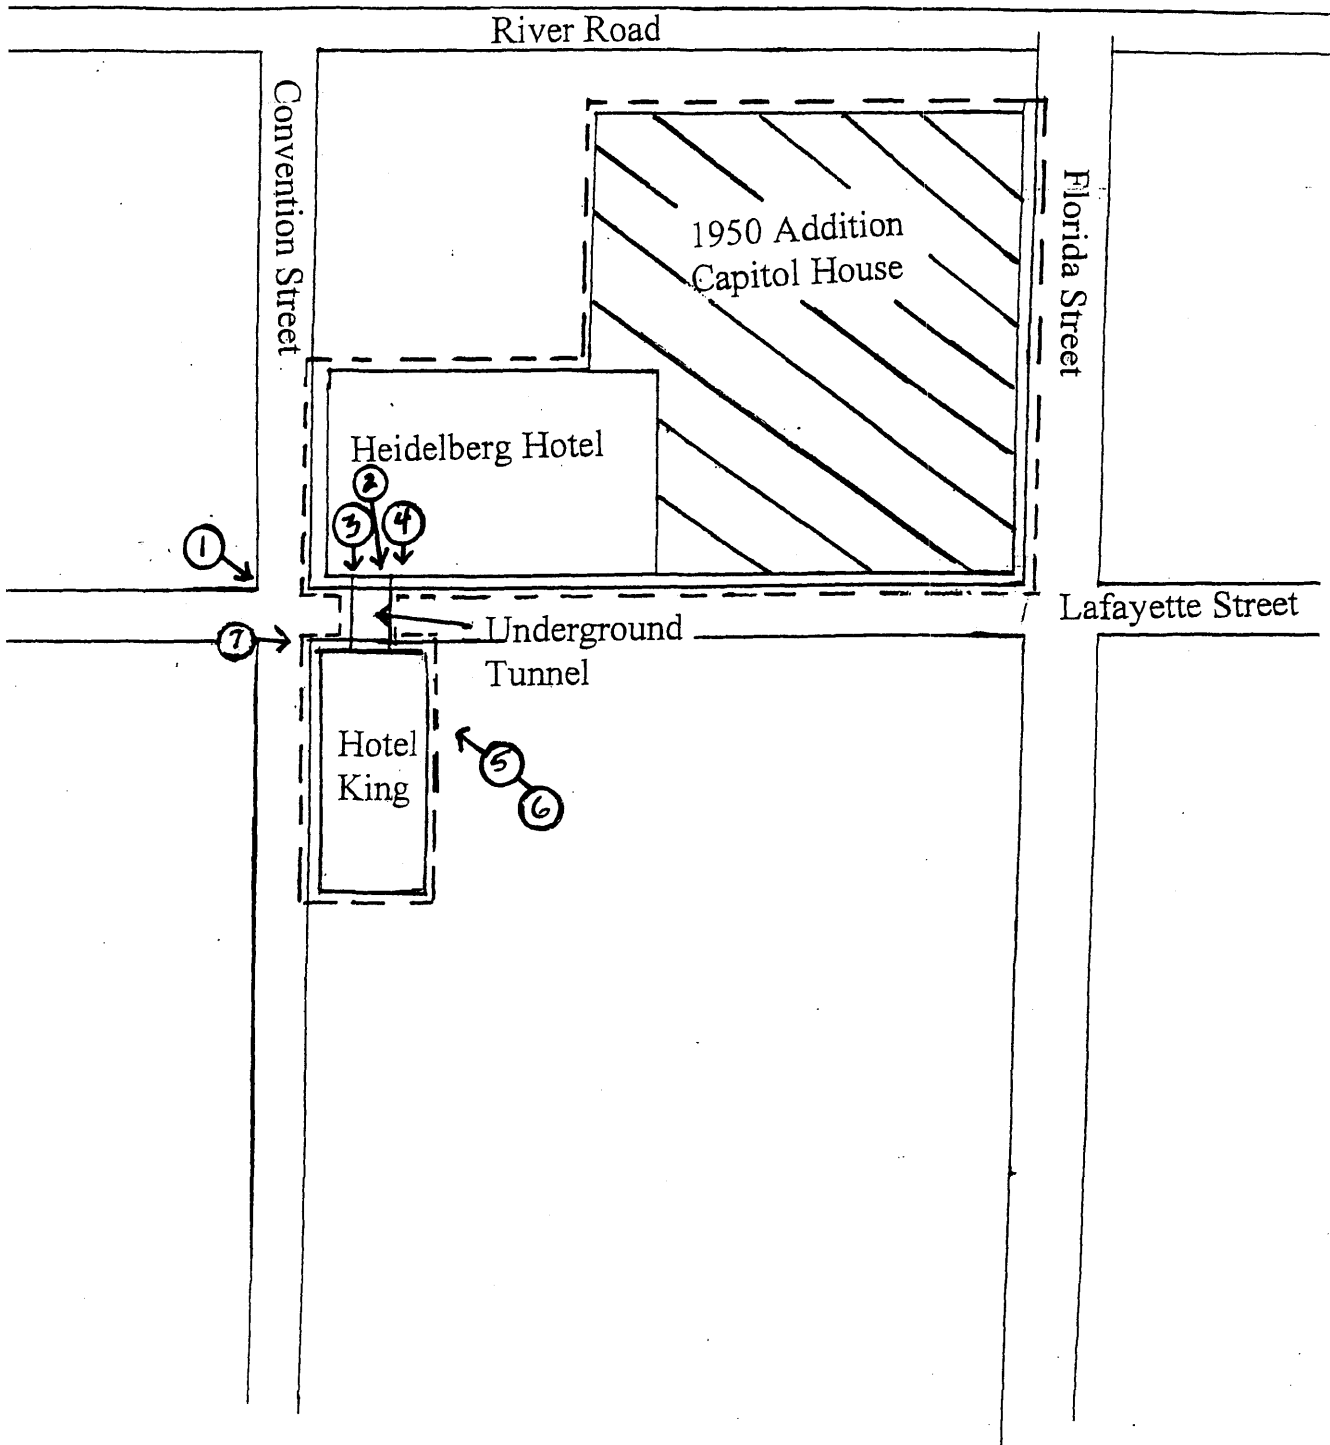 River Road
Convention Street
1950 Addition
Capitol House
Florida Street
Heidelberg Hotel
2
3
4
1
Lafayette Street
7
Underground
Tunnel
Hotel
King
5
6